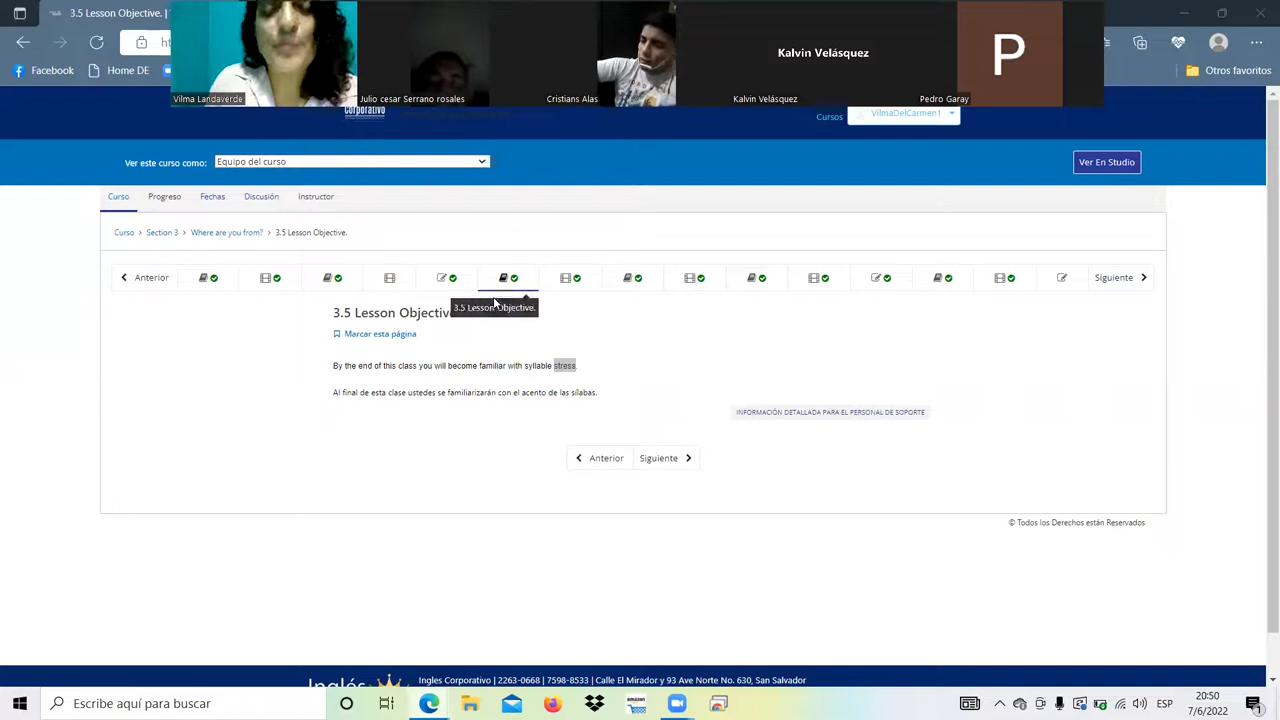 Inglés Corporativo.
Facebook
Home DE
Otros favoritos
Kalvin Velásquez
P
Vilma Landaverde
Julio cesar Serrano rosales
Cristians Alas
Kalvin Velásquez
Pedro Garay
corporativo
Cursos
VilmaDelCarmen1
Ver este curso como:
Equipo del curso
Ver En Studio
Curso
Progreso
Fechas
Discusión
Instructor
Curso > Section 3 > Where are you from? > 3.5 Lesson Objective.
Anterior
Siguiente
3.5 Lesson Objectiv
3.5 Lesson Objective.
Marcar esta página
By the end of this class you will become familiar with syllable stress.
Al final de esta clase ustedes se familiarizarán con el acento de las sílabas.
INFORMACIÓN DETALLADA PARA EL PERSONAL DE SOPORTE
Anterior
Siguiente
© Todos los Derechos están Reservados
Inglés
Ingles Corporativo | 2263-0668 | 7598-8533 | Calle El Mirador y 93 Ave Norte No. 630, San Salvador
Escribe aquí para buscar
amazon
ESP
20:50
7/6/2022
1